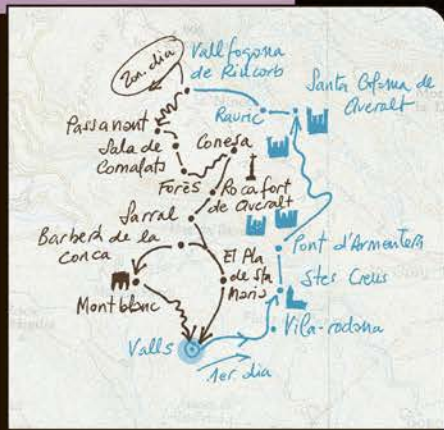 2on. dia
Vallfogona
de Riucorb
Santa Coloma de
Queralt
Rauric
Passanant
Sala de
Comalats
Conesa
Forès
Rocafort
de Queralt
Sarral
Barberà de la
Conca
El Pla
de Sta
Maria
Pont d'Armentera
Stes Creus
Montblanc
Vila-rodona
Valls
1er. dia